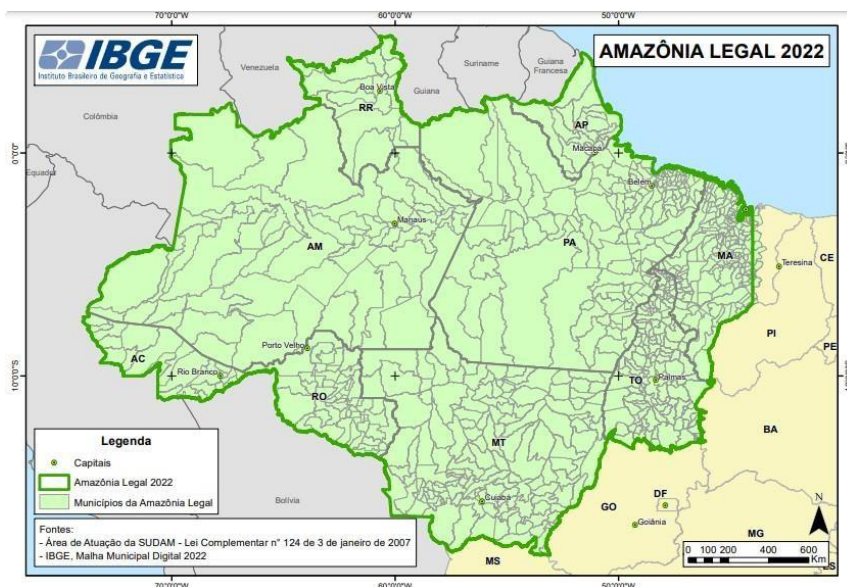 70°0'0"W
60°0'0"W
50°0'0"W
IBGE
Instituto Brasileiro de Geografia e Estatística
AMAZÔNIA LEGAL 2022
Venezuela
Suriname
Guiana
Francesa
Boa Vista
Guiana
Colômbia
RR
AP
Macapá
0°0'0"
Equador
Belém
Manaus
AM
PA
MA
Teresina
CE
PI
PE
Porto Velho
AC
Rio Branco
10°0'0"S
RO
TO
Palmas
MT
BA
Legenda
Capitais
Amazônia Legal 2022
Municípios da Amazônia Legal
Bolívia
Cuiabá
GO
DF
Goiânia
N
Fontes:
- Área de Atuação da SUDAM - Lei Complementar n° 124 de 3 de janeiro de 2007
- IBGE, Malha Municipal Digital 2022
MS
MG
0 100 200 400 600
Km
70°0'0"W
60°0'0"W
50°0'0"W